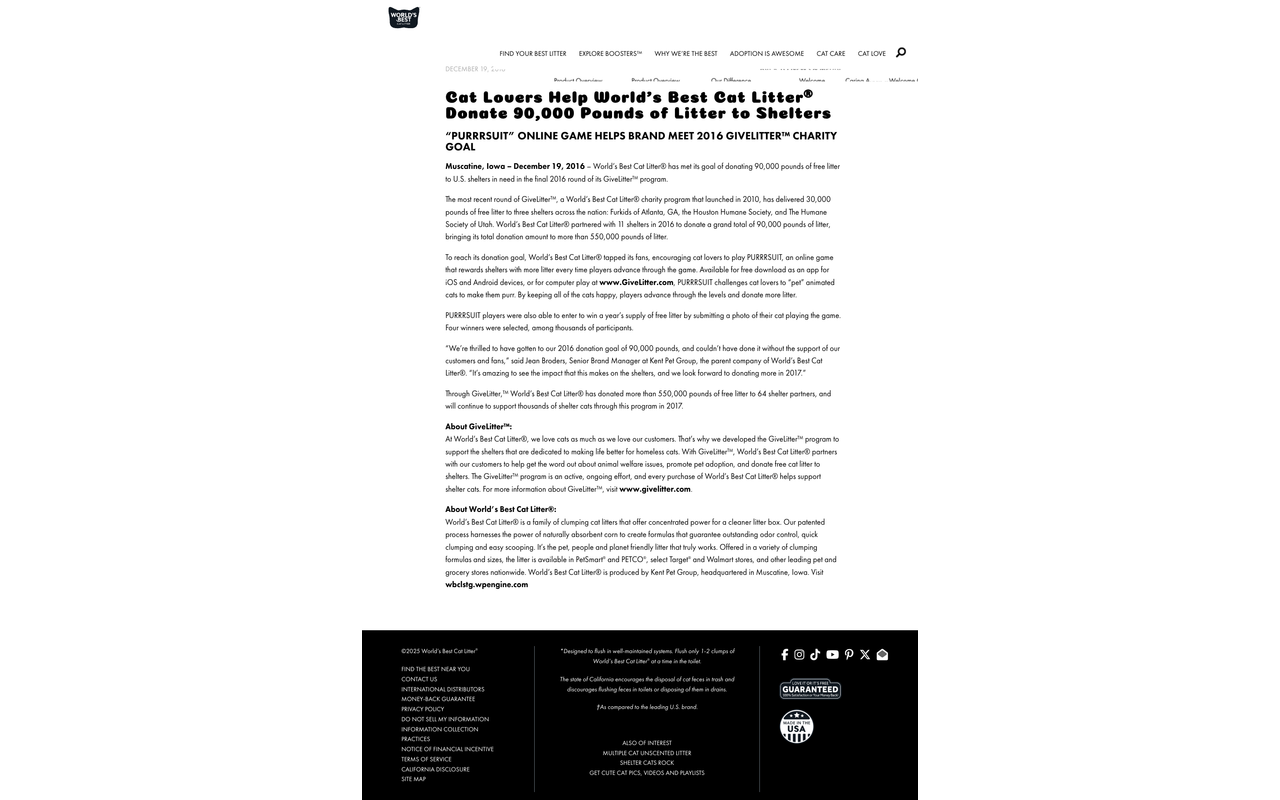 WORLD'S
BEST
FIND YOUR BEST LITTER EXPLORE BOOSTERS™ WHY WE'RE THE BEST ADOPTION IS AWESOME CAT CARE CAT LOVE
DECEMBER 19, 2016
Product Overview Product Overview Our Difference Welcome Caring A Welcome
Cat Lovers Help World's Best Cat Litter®
Donate 90,000 Pounds of Litter to Shelters
"PURRRSUIT" ONLINE GAME HELPS BRAND MEET 2016 GIVELITTER™ CHARITY
GOAL
Muscatine, Iowa – December 19, 2016 – World's Best Cat Litter® has met its goal of donating 90,000 pounds of free litter
to U.S. shelters in need in the final 2016 round of its GiveLitter™ program.
The most recent round of GiveLitter™, a World's Best Cat Litter® charity program that launched in 2010, has delivered 30,000
pounds of free litter to three shelters across the nation: Furkids of Atlanta, GA, the Houston Humane Society, and The Humane
Society of Utah. World's Best Cat Litter® partnered with 11 shelters in 2016 to donate a grand total of 90,000 pounds of litter,
bringing its total donation amount to more than 550,000 pounds of litter.
To reach its donation goal, World's Best Cat Litter® tapped its fans, encouraging cat lovers to play PURRRSUIT, an online game
that rewards shelters with more litter every time players advance through the game. Available for free download as an app for
iOS and Android devices, or for computer play at www.GiveLitter.com, PURRRSUIT challenges cat lovers to "pet" animated
cats to make them purr. By keeping all of the cats happy, players advance through the levels and donate more litter.
PURRRSUIT players were also able to enter to win a year's supply of free litter by submitting a photo of their cat playing the game.
Four winners were selected, among thousands of participants.
"We're thrilled to have gotten to our 2016 donation goal of 90,000 pounds, and couldn't have done it without the support of our
customers and fans," said Jean Broders, Senior Brand Manager at Kent Pet Group, the parent company of World's Best Cat
Litter®. "It's amazing to see the impact that this makes on the shelters, and we look forward to donating more in 2017."
Through GiveLitter,™ World's Best Cat Litter® has donated more than 550,000 pounds of free litter to 64 shelter partners, and
will continue to support thousands of shelter cats through this program in 2017.
About GiveLitter™:
At World's Best Cat Litter®, we love cats as much as we love our customers. That's why we developed the GiveLitter™ program to
support the shelters that are dedicated to making life better for homeless cats. With GiveLitter™, World's Best Cat Litter® partners
with our customers to help get the word out about animal welfare issues, promote pet adoption, and donate free cat litter to
shelters. The GiveLitter™ program is an active, ongoing effort, and every purchase of World's Best Cat Litter® helps support
shelter cats. For more information about GiveLitter™, visit www.givelitter.com.
About World's Best Cat Litter®:
World's Best Cat Litter® is a family of clumping cat litters that offer concentrated power for a cleaner litter box. Our patented
process harnesses the power of naturally absorbent corn to create formulas that guarantee outstanding odor control, quick
clumping and easy scooping. It's the pet, people and planet friendly litter that truly works. Offered in a variety of clumping
formulas and sizes, the litter is available in PetSmart® and PETCO®, select Target® and Walmart stores, and other leading pet and
grocery stores nationwide. World's Best Cat Litter® is produced by Kent Pet Group, headquartered in Muscatine, Iowa. Visit
wbclstg.wpengine.com
©2025 World's Best Cat Litter®
FIND THE BEST NEAR YOU
CONTACT US
INTERNATIONAL DISTRIBUTORS
MONEY-BACK GUARANTEE
PRIVACY POLICY
DO NOT SELL MY INFORMATION
INFORMATION COLLECTION
PRACTICES
NOTICE OF FINANCIAL INCENTIVE
TERMS OF SERVICE
CALIFORNIA DISCLOSURE
SITE MAP
*Designed to flush in well-maintained systems. Flush only 1-2 clumps of
World's Best Cat Litter® at a time in the toilet.
The state of California encourages the disposal of cat feces in trash and
discourages flushing feces in toilets or disposing of them in drains.
†As compared to the leading U.S. brand.
ALSO OF INTEREST
MULTIPLE CAT UNSCENTED LITTER
SHELTER CATS ROCK
GET CUTE CAT PICS, VIDEOS AND PLAYLISTS
LOVE IT OR IT'S FREE
GUARANTEED
100% Satisfaction or Your Money Back
MADE IN THE
USA